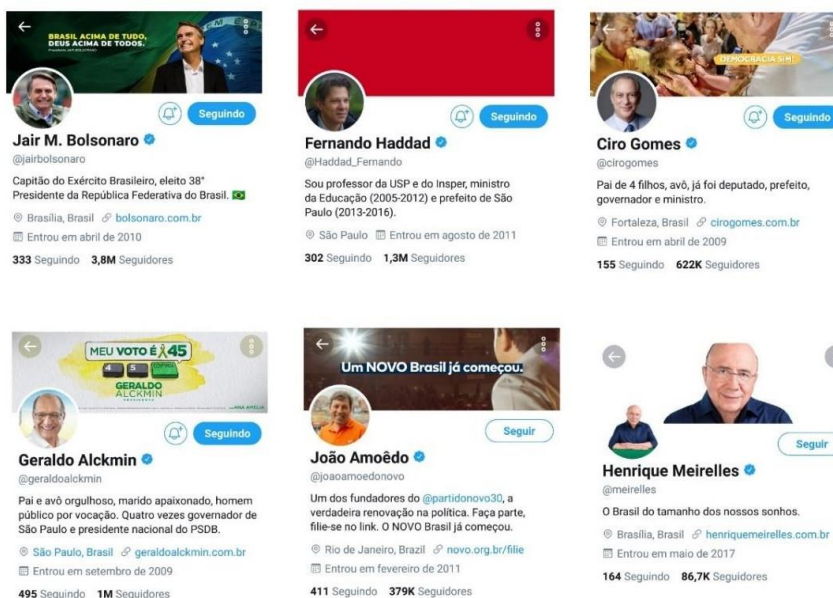 BRASIL ACIMA DE TUDO,
DEUS ACIMA DE TODOS.
Seguindo
Jair M. Bolsonaro
@jairbolsonaro
Capitão do Exército Brasileiro, eleito 38°
Presidente da República Federativa do Brasil.
Brasília, Brasil bolsonaro.com.br
Entrou em abril de 2010
333 Seguindo 3,8M Seguidores
Seguindo
Fernando Haddad
@Haddad_Fernando
Sou professor da USP e do Insper, ministro
da Educação (2005-2012) e prefeito de São
Paulo (2013-2016).
São Paulo Entrou em agosto de 2011
302 Seguindo 1,3M Seguidores
DEMOCRACIA SIM!
Seguindo
Ciro Gomes
@cirogomes
Pai de 4 filhos, avô, já foi deputado, prefeito,
governador e ministro.
Fortaleza, Brasil cirogomes.com.br
Entrou em abril de 2009
155 Seguindo 622K Seguidores
MEU VOTO É 45
4 5 CONFIRMA
GERALDO
ALCKMIN
PRESIDENTE
ANA AMÉLIA
Seguindo
Geraldo Alckmin
@geraldoalckmin
Pai e avô orgulhoso, marido apaixonado, homem
público por vocação. Quatro vezes governador de
São Paulo e presidente nacional do PSDB.
São Paulo, Brasil geraldoalckmin.com.br
Entrou em setembro de 2009
495 Seguindo 1M Seguidores
Um NOVO Brasil já começou.
Seguir
João Amoêdo
@joaoamoedonovo
Um dos fundadores do @partidonovo30, a
verdadeira renovação na política. Faça parte,
filie-se no link. O NOVO Brasil já começou.
Rio de Janeiro, Brazil novo.org.br/filie
Entrou em fevereiro de 2011
411 Seguindo 379K Seguidores
Seguir
Henrique Meirelles
@meirelles
O Brasil do tamanho dos nossos sonhos.
Brasília, Brasil henriquemeirelles.com.br
Entrou em maio de 2017
164 Seguindo 86,7K Seguidores